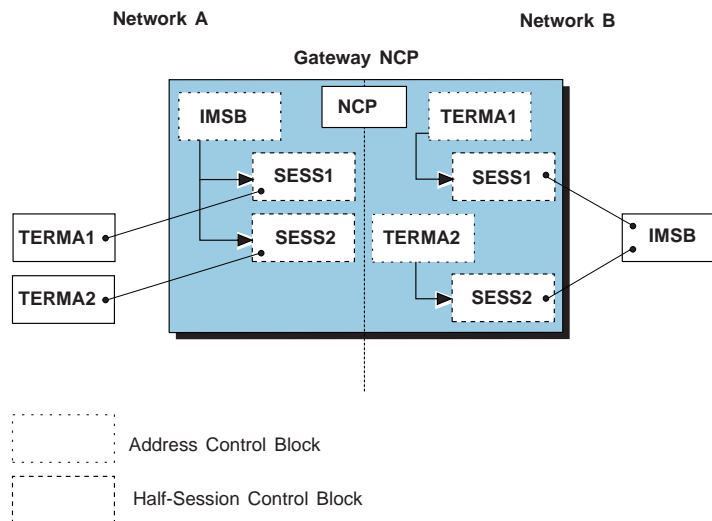 Network A
Network B
Gateway NCP
IMSB
NCP
TERMA1
SESS1
SESS1
TERMA1
SESS2
TERMA2
IMSB
TERMA2
SESS2
Address Control Block
Half-Session Control Block